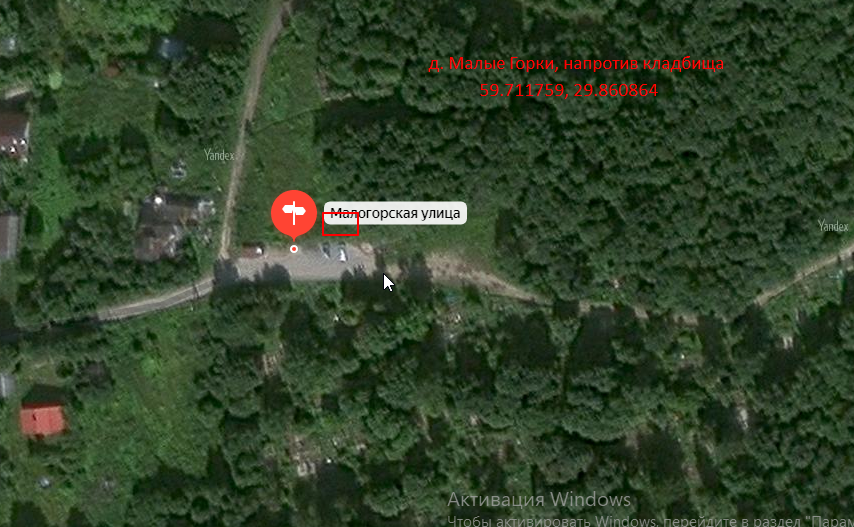 д. Малые Горки, напротив кладбища
59.711759, 29.860864
Yandex
Малогорская улица
Yandex
Активация Windows
Чтобы активировать Windows, перейдите в раздел "Пара